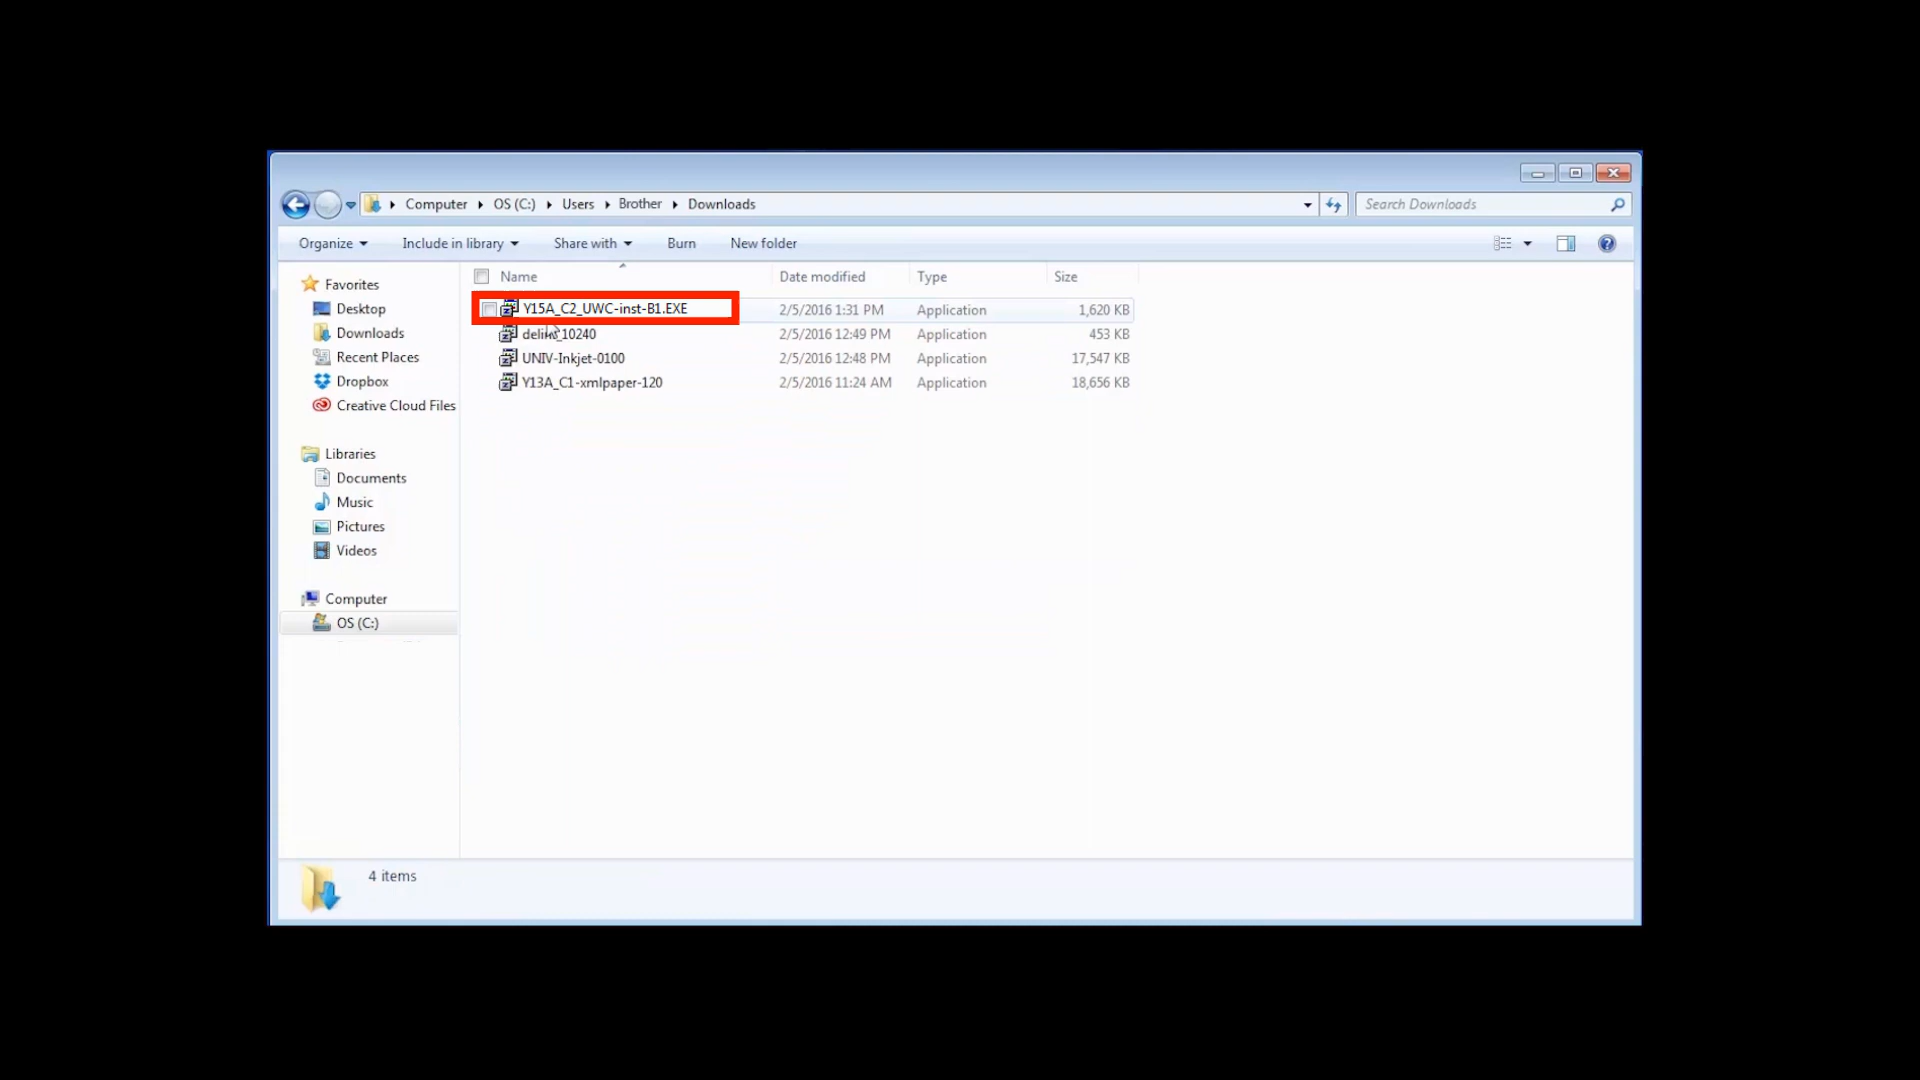 Computer OS (C:) Users Brother Downloads Search Downloads
Organize Include in library Share with Burn New folder
Name Date modified Type Size
Favorites
Desktop
Downloads
Recent Places
Dropbox
Creative Cloud Files
Libraries
Documents
Music
Pictures
Videos
Computer
OS (C:)
Y15A_C2_UWC-inst-B1.EXE 2/5/2016 1:31 PM Application 1,620 KB
2/5/2016 12:49 PM Application 453 KB
UNIV-Inkjet-0100 2/5/2016 12:48 PM Application 17,547 KB
Y13A_C1-xmlpaper-120 2/5/2016 11:24 AM Application 18,656 KB
4 items